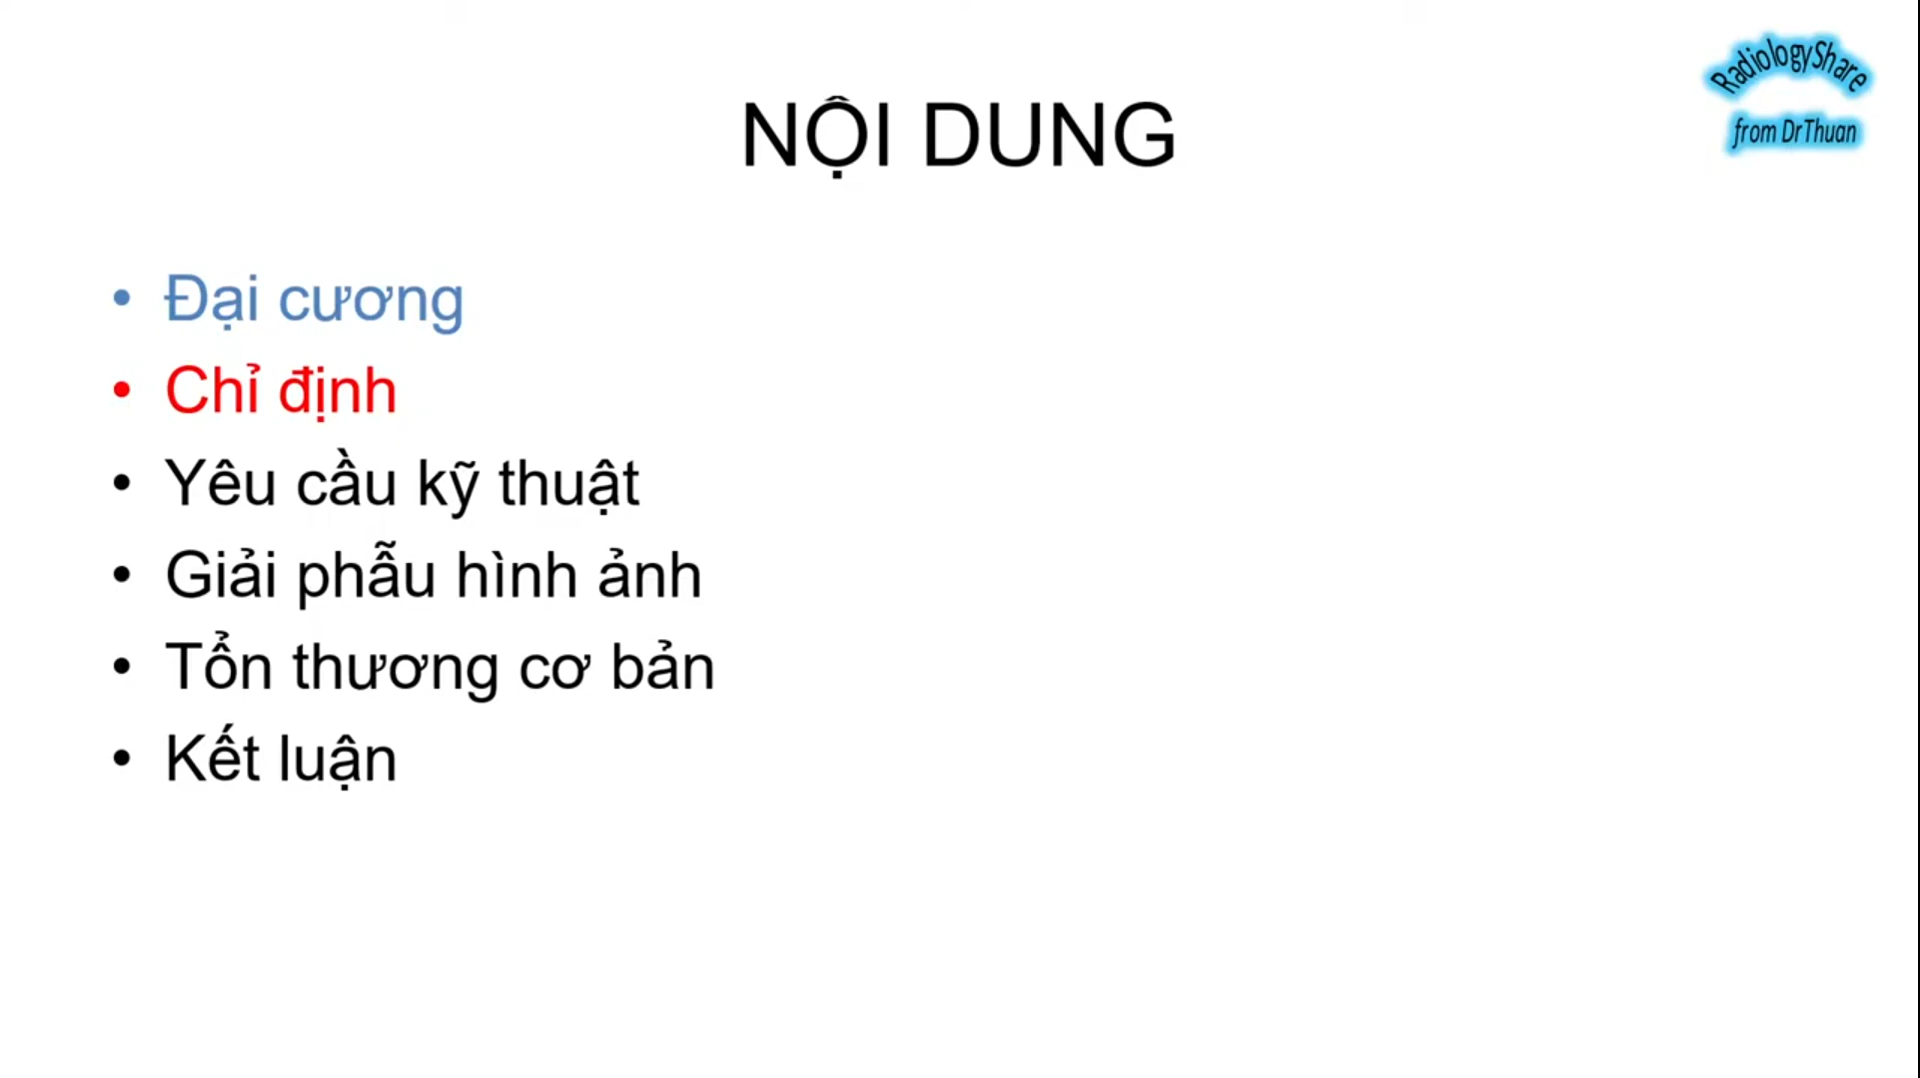 RadiologyShare
from DrThuan
NỘI DUNG
• Đại cương
• Chỉ định
• Yêu cầu kỹ thuật
• Giải phẫu hình ảnh
• Tổn thương cơ bản
• Kết luận